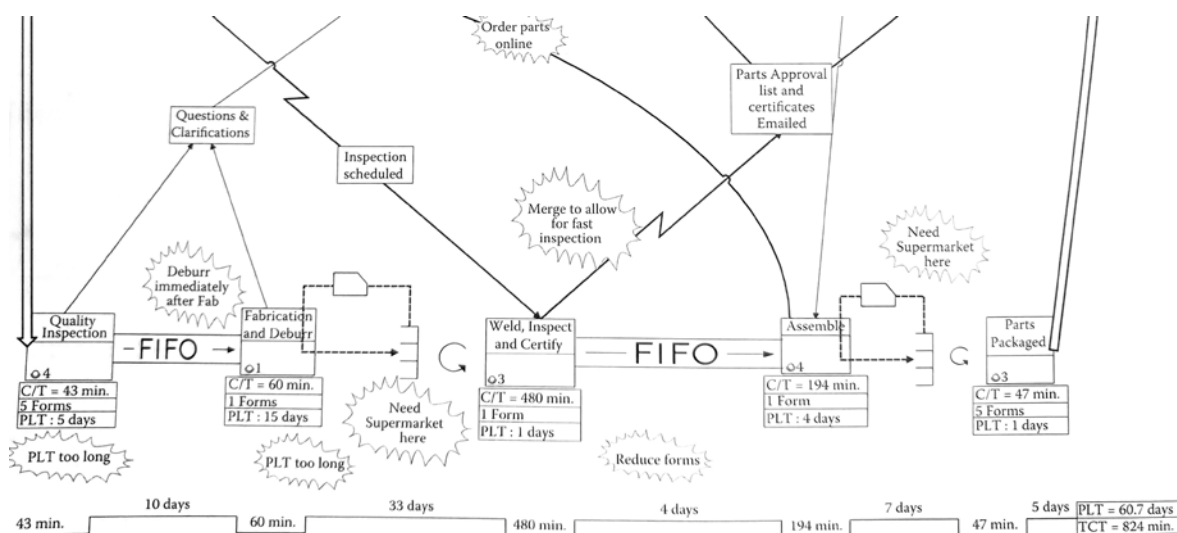 Order parts
online
Parts Approval
list and
certificates
Emailed
Questions &
Clarifications
Inspection
scheduled
Merge to allow
for fast
inspection
Need
Supermarket
here
Deburr
immediately
after Fab
Quality
Inspection
4
C/T = 43 min.
5 Forms
PLT : 5 days
FIFO
Fabrication
and Deburr
1
C/T = 60 min.
1 Forms
PLT : 15 days
Need
Supermarket
here
Weld, Inspect
and Certify
3
C/T = 480 min.
1 Form
PLT : 1 days
FIFO
Assemble
4
C/T = 194 min.
1 Form
PLT : 4 days
Parts
Packaged
3
C/T = 47 min.
5 Forms
PLT : 1 days
PLT too long
PLT too long
Reduce forms
10 days
33 days
4 days
7 days
5 days
PLT = 60.7 days
43 min.
60 min.
480 min.
194 min.
47 min.
TCT = 824 min.